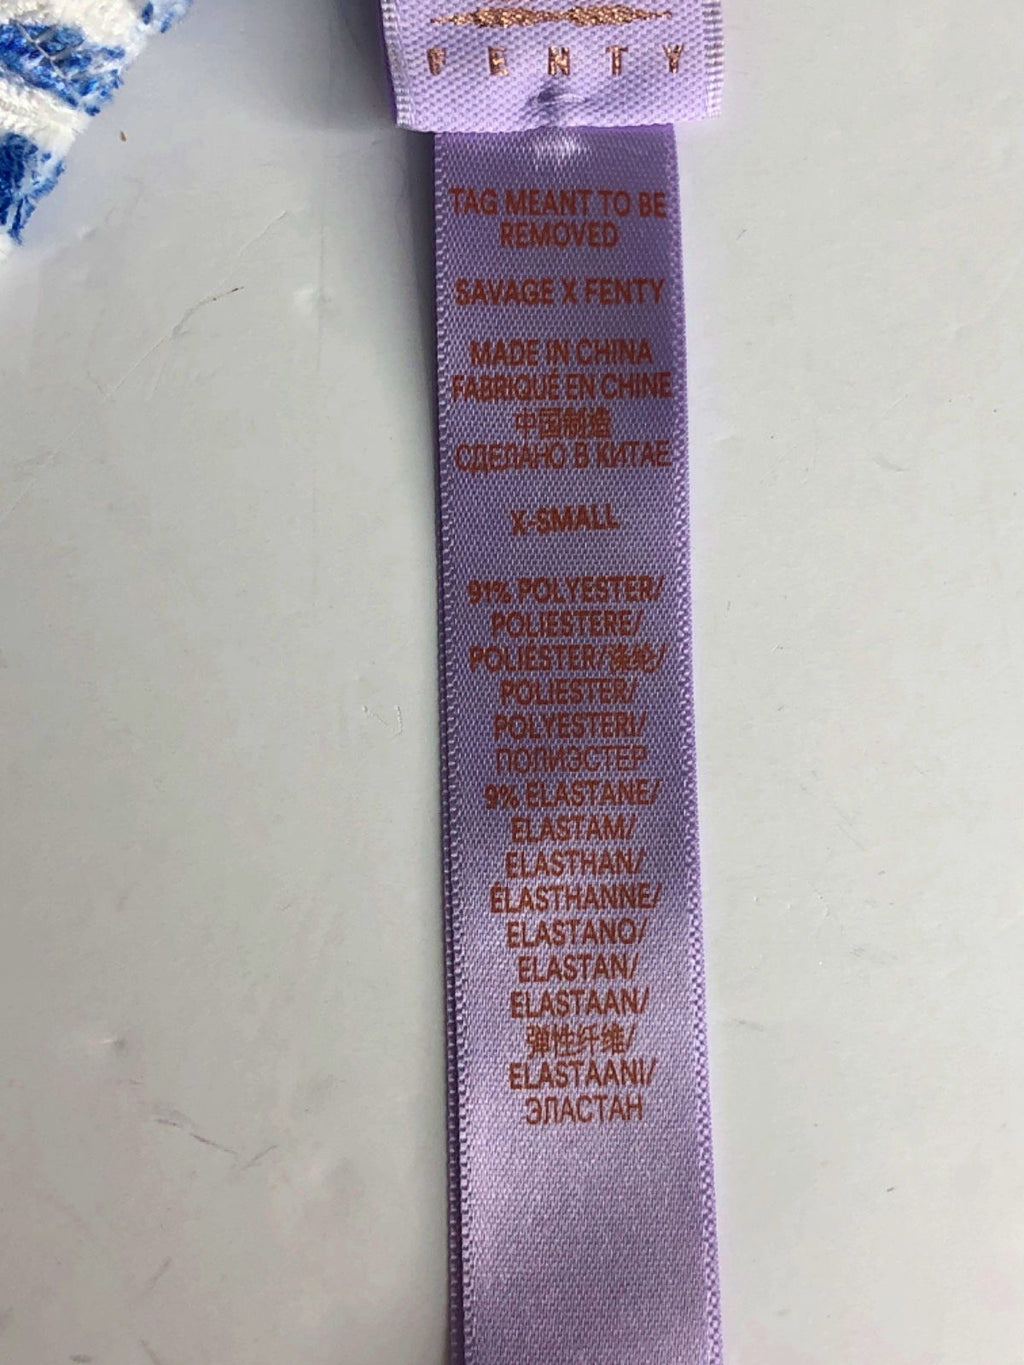 FENTY
TAG MEANT TO BE
REMOVED
SAVAGE X FENTY
MADE IN CHINA
FABRIQUÉ EN CHINE
中国制造
СДЕЛАНО В КИТАЕ
X-SMALL
91% POLYESTER/
POLIESTERE/
POLIESTER/涤纶/
POLIESTER/
POLYESTERI/
ПОЛИЭСТЕР
9% ELASTANE/
ELASTAM/
ELASTHAN/
ÉLASTHANNE/
ELASTANO/
ELASTAN/
ELASTAAN/
弹性纤维/
ELASTAANI/
ЭЛАСТАН